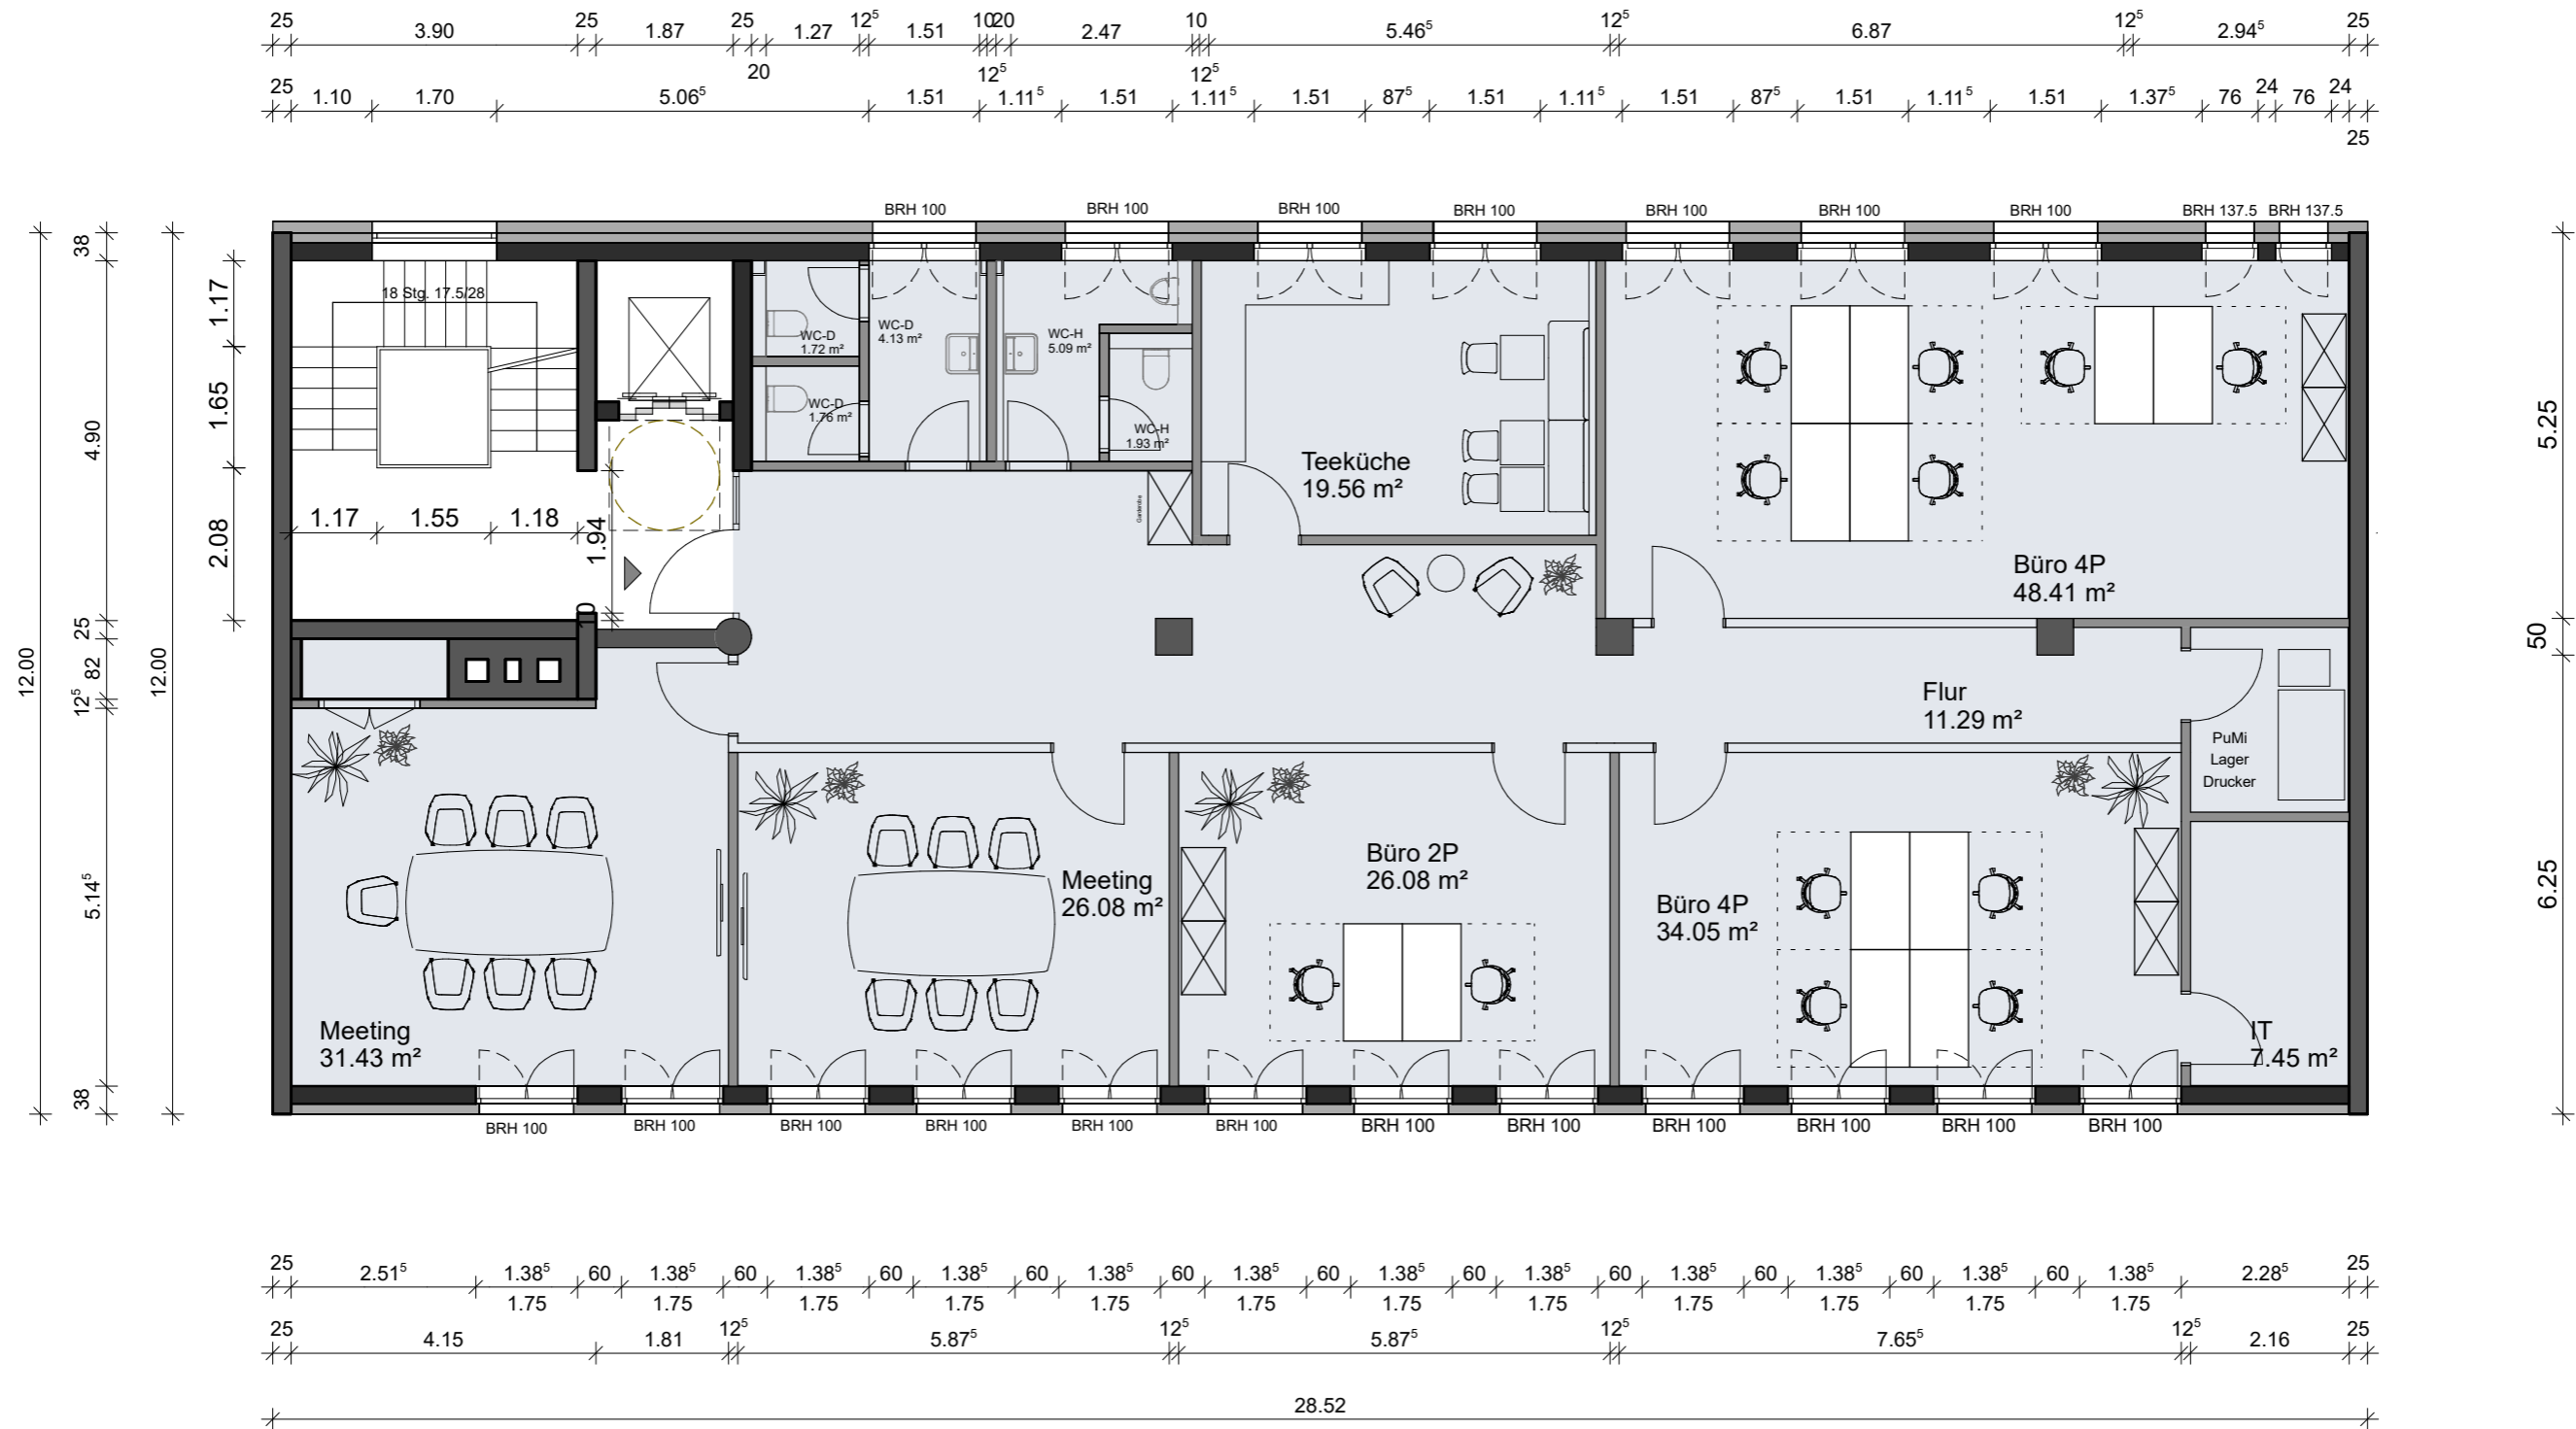 25 3.90 25 1.87 25 1.27 12⁵ 1.51 10 20 2.47 10 5.46⁵ 12⁵ 6.87 12⁵ 2.94⁵ 25
20 12⁵ 12⁵
25 1.10 1.70 5.06⁵ 1.51 1.11⁵ 1.51 1.11⁵ 1.51 87⁵ 1.51 1.11⁵ 1.51 87⁵ 1.51 1.11⁵ 1.51 1.37⁵ 76 24 76 24
25
BRH 100 BRH 100 BRH 100 BRH 100 BRH 100 BRH 100 BRH 100 BRH 137.5 BRH 137.5
12.00
38
4.90
25
82
12⁵
5.14⁵
38
12.00
1.17
1.65
2.08
18 Stg. 17.5/28
1.17 1.55 1.18
1.94
WC-D
1.72 m²
WC-D
1.76 m²
WC-D
4.13 m²
WC-H
5.09 m²
WC-H
1.93 m²
Garderobe
Teeküche
19.56 m²
Büro 4P
48.41 m²
Flur
11.29 m²
PuMi
Lager
Drucker
Meeting
31.43 m²
Meeting
26.08 m²
Büro 2P
26.08 m²
Büro 4P
34.05 m²
IT
7.45 m²
5.25
50
6.25
BRH 100 BRH 100 BRH 100 BRH 100 BRH 100 BRH 100 BRH 100 BRH 100 BRH 100 BRH 100 BRH 100 BRH 100
25 2.51⁵ 1.38⁵ 60 1.38⁵ 60 1.38⁵ 60 1.38⁵ 60 1.38⁵ 60 1.38⁵ 60 1.38⁵ 60 1.38⁵ 60 1.38⁵ 60 1.38⁵ 60 1.38⁵ 60 1.38⁵ 2.28⁵ 25
1.75 1.75 1.75 1.75 1.75 1.75 1.75 1.75 1.75 1.75 1.75 1.75
25 4.15 1.81 12⁵ 5.87⁵ 12⁵ 5.87⁵ 12⁵ 7.65⁵ 12⁵ 2.16 25
28.52